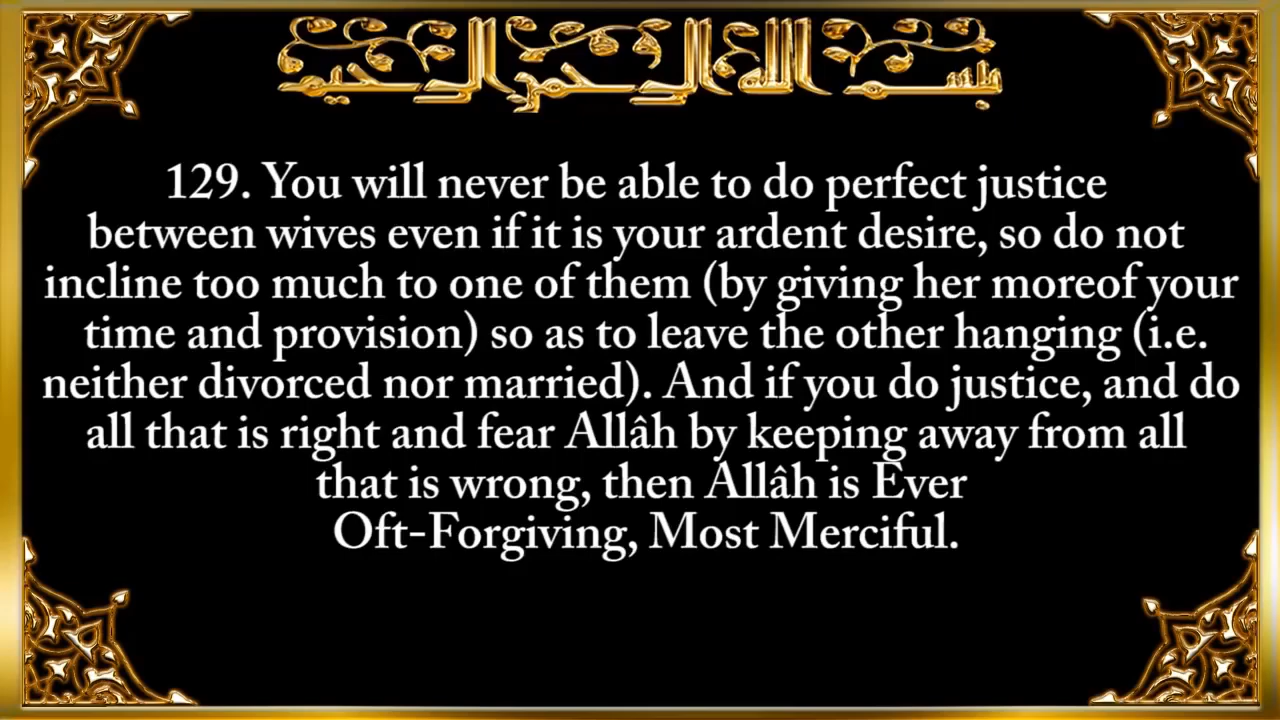 بسم الله الرحمن الرحيم
129. You will never be able to do perfect justice
between wives even if it is your ardent desire, so do not
incline too much to one of them (by giving her moreof your
time and provision) so as to leave the other hanging (i.e.
neither divorced nor married). And if you do justice, and do
all that is right and fear Allâh by keeping away from all
that is wrong, then Allâh is Ever
Oft-Forgiving, Most Merciful.